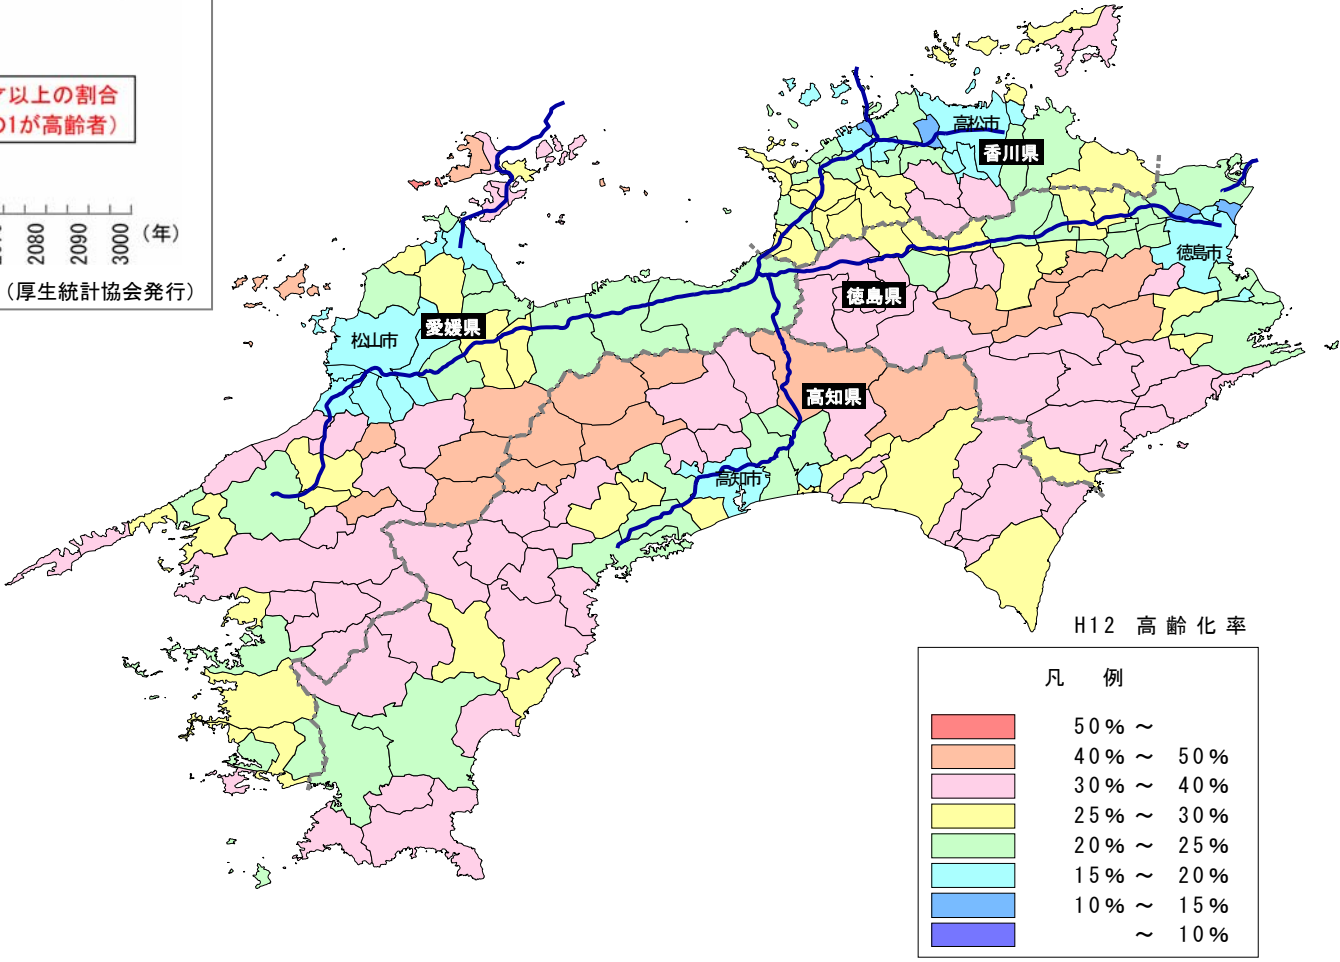 以上の割合
の1が高齢者）
2080
2090
3000
（年）
（厚生統計協会発行）
高松市
香川県
徳島市
徳島県
愛媛県
松山市
高知県
高知市
H12 高齢化率
凡 例
50%～
40%～ 50%
30%～ 40%
25%～ 30%
20%～ 25%
15%～ 20%
10%～ 15%
～ 10%